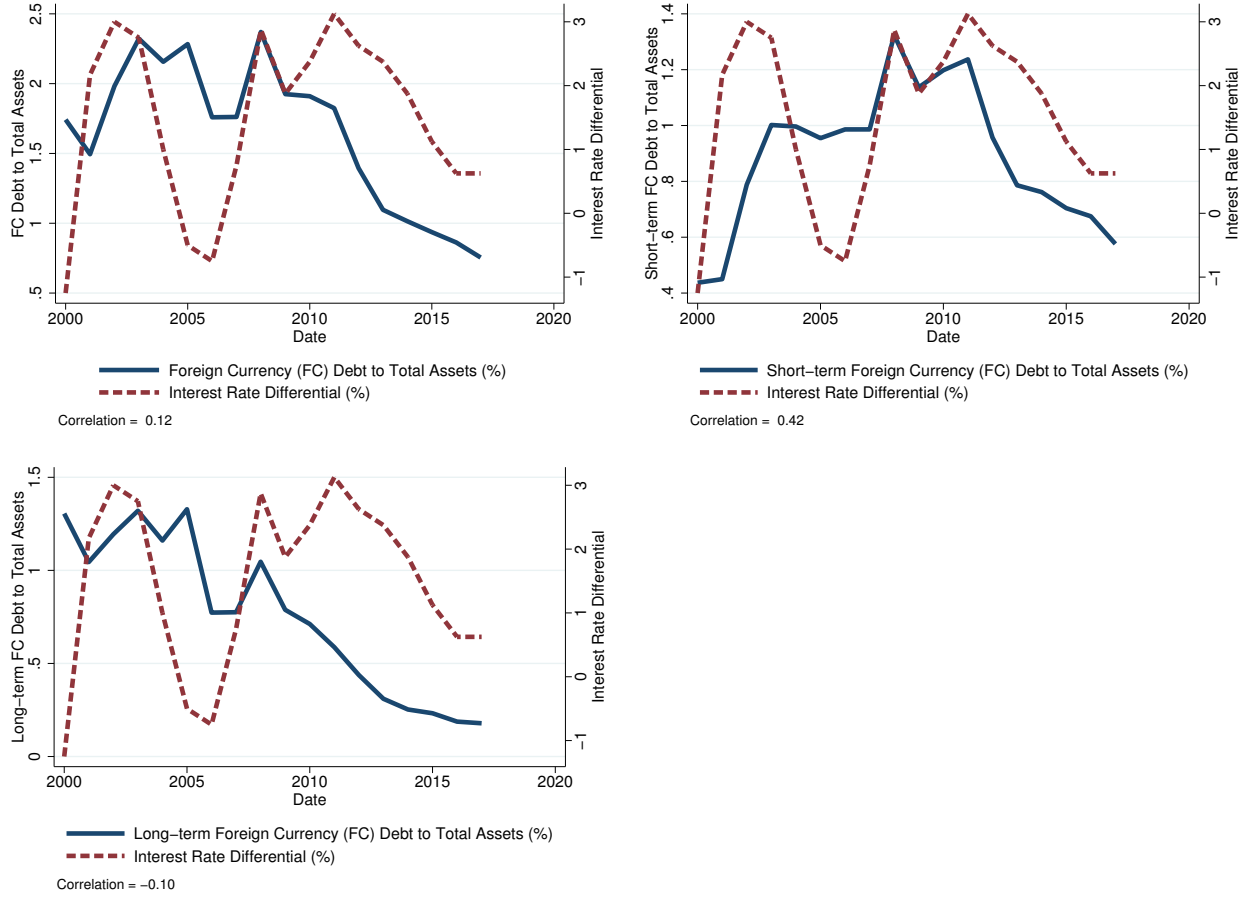 FC Debt to Total Assets
.5 1 1.5 2 2.5
Interest Rate Differential
−1 0 1 2 3
2000 2005 2010 2015 2020
Date
Foreign Currency (FC) Debt to Total Assets (%)
Interest Rate Differential (%)
Correlation = 0.12
Short−term FC Debt to Total Assets
.4 .6 .8 1 1.2 1.4
Interest Rate Differential
−1 0 1 2 3
2000 2005 2010 2015 2020
Date
Short−term Foreign Currency (FC) Debt to Total Assets (%)
Interest Rate Differential (%)
Correlation = 0.42
Long−term FC Debt to Total Assets
0 .5 1 1.5
Interest Rate Differential
−1 0 1 2 3
2000 2005 2010 2015 2020
Date
Long−term Foreign Currency (FC) Debt to Total Assets (%)
Interest Rate Differential (%)
Correlation = −0.10